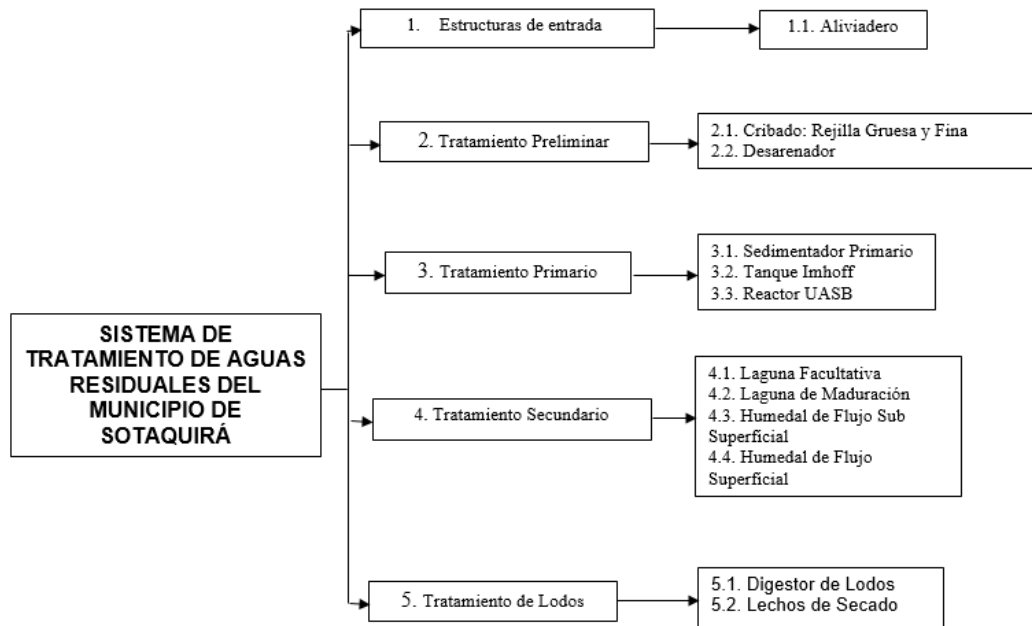 1. Estructuras de entrada
1.1. Aliviadero
2. Tratamiento Preliminar
2.1. Cribado: Rejilla Gruesa y Fina
2.2. Desarenador
3. Tratamiento Primario
3.1. Sedimentador Primario
3.2. Tanque Imhoff
3.3. Reactor UASB
SISTEMA DE
TRATAMIENTO DE AGUAS
RESIDUALES DEL
MUNICIPIO DE
SOTAQUIRÁ
4. Tratamiento Secundario
4.1. Laguna Facultativa
4.2. Laguna de Maduración
4.3. Humedal de Flujo Sub
Superficial
4.4. Humedal de Flujo
Superficial
5. Tratamiento de Lodos
5.1. Digestor de Lodos
5.2. Lechos de Secado